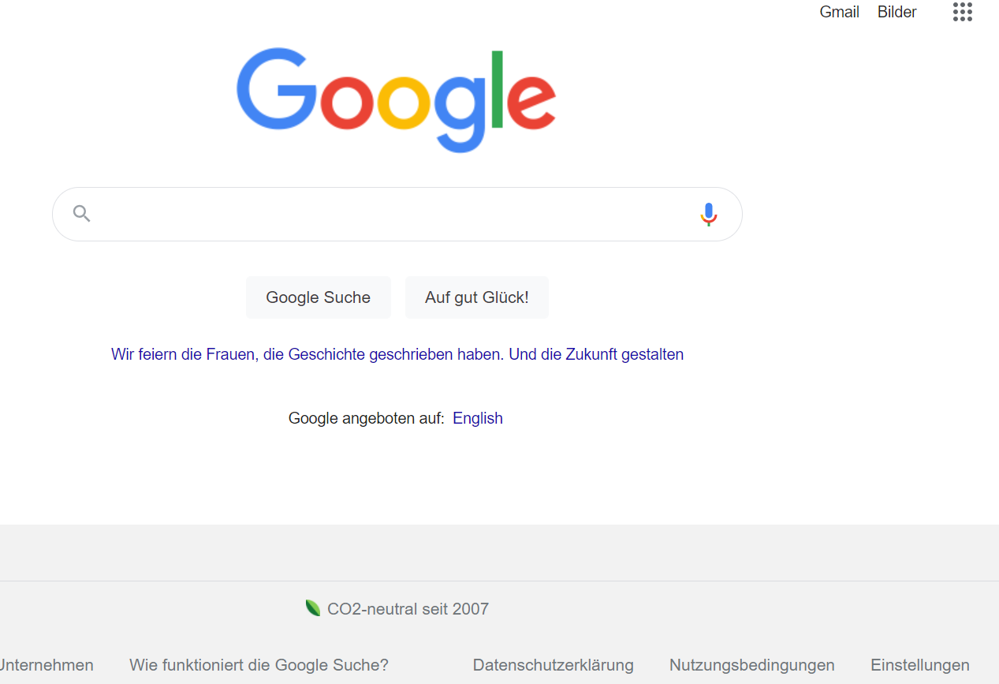 Gmail Bilder
Google
Google Suche Auf gut Glück!
Wir feiern die Frauen, die Geschichte geschrieben haben. Und die Zukunft gestalten
Google angeboten auf: English
CO2-neutral seit 2007
Unternehmen Wie funktioniert die Google Suche? Datenschutzerklärung Nutzungsbedingungen Einstellungen